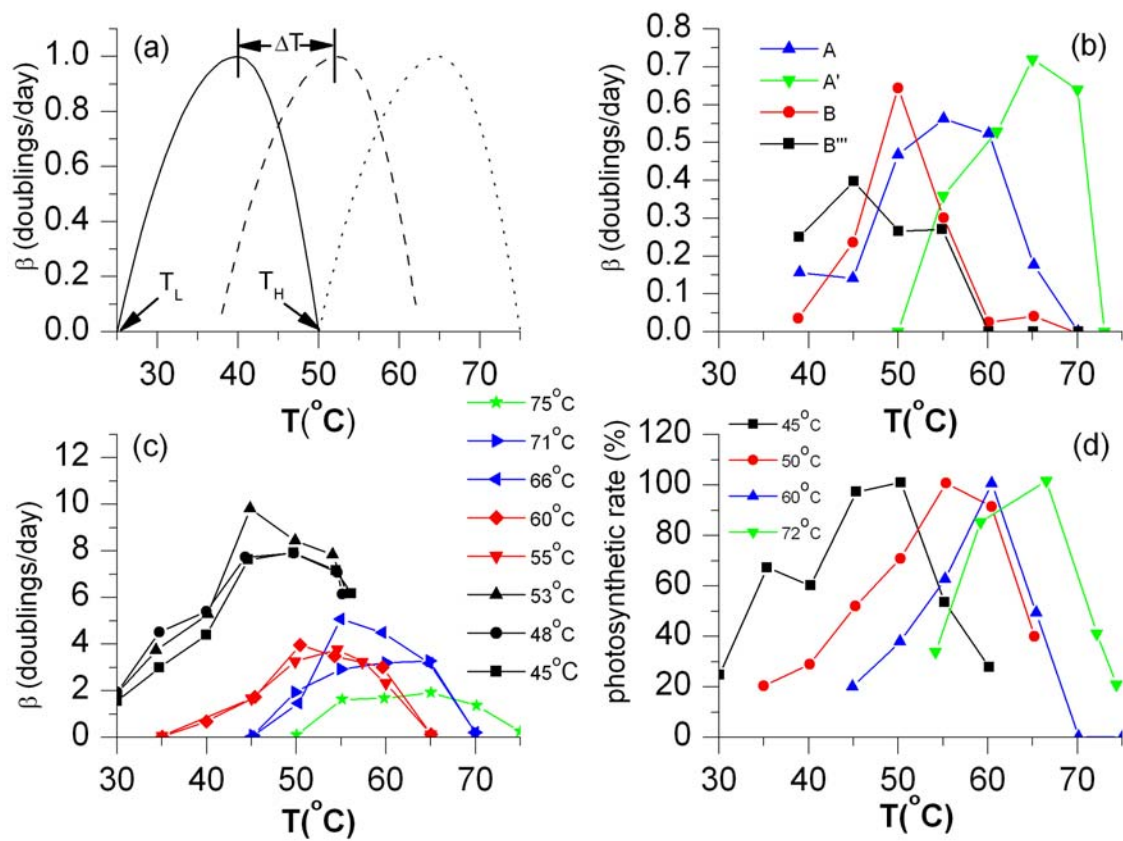 (a)
ΔT
1.0
0.8
0.6
0.4
0.2
0.0
β (doublings/day)
T_L
T_H
30 40 50 60 70
T(°C)
(b)
A
A'
B
B'''
0.8
0.7
0.6
0.5
0.4
0.3
0.2
0.1
0.0
β (doublings/day)
30 40 50 60 70
T(°C)
(c)
75°C
71°C
66°C
60°C
55°C
53°C
48°C
45°C
12
10
8
6
4
2
0
β (doublings/day)
30 40 50 60 70
T(°C)
(d)
45°C
50°C
60°C
72°C
120
100
80
60
40
20
0
photosynthetic rate (%)
30 40 50 60 70
T(°C)